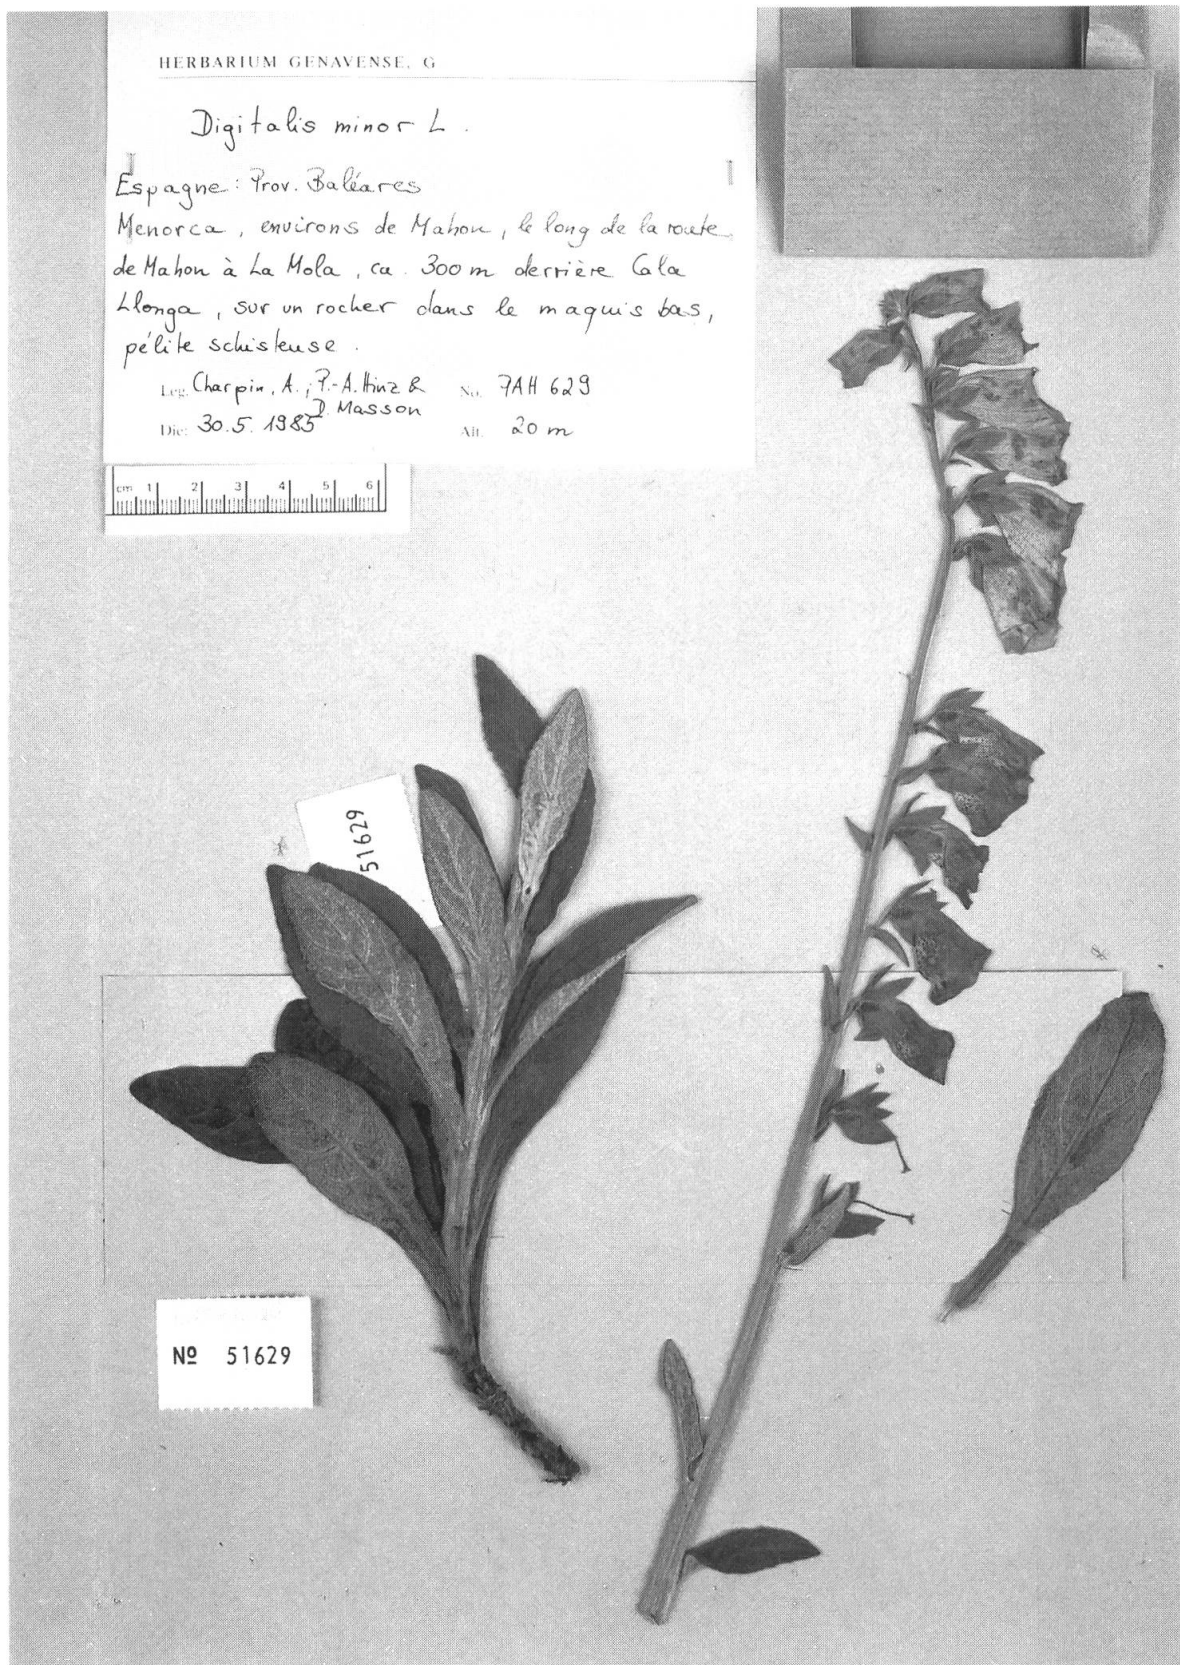 HERBARIUM GENAVENSE, G
Digitalis minor L.
Espagne: Prov. Baléares
Menorca, environs de Mahon, le long de la route
de Mahon à La Mola, ca. 300 m derrière Cala
Llonga, sur un rocher dans le maquis bas,
pélite schisteuse.
Leg. Charpin, A.; P.-A. Hinz & No. PAH 629
D. Masson
Die: 30.5.1985 Alt. 20 m
cm 1 2 3 4 5 6
51629
Nº 51629